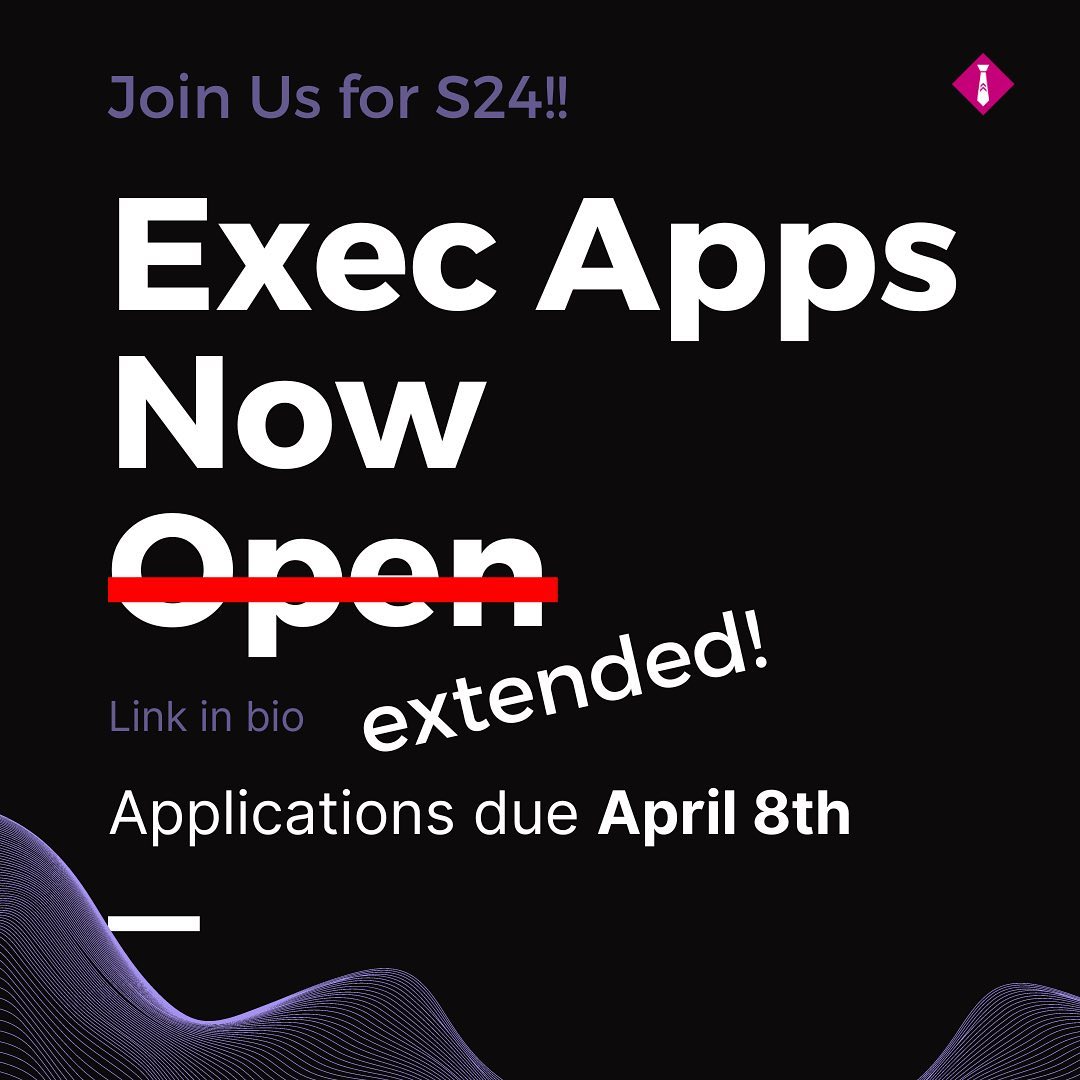 Join Us for S24!!
Exec Apps
Now
Open
extended!
Link in bio
Applications due April 8th